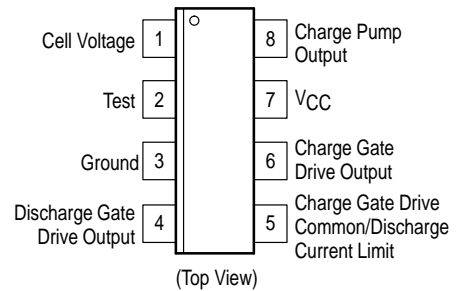 Cell Voltage 1
8 Charge Pump
Output
Test 2
7 VCC
Ground 3
6 Charge Gate
Drive Output
Discharge Gate
Drive Output 4
5 Charge Gate Drive
Common/Discharge
Current Limit
(Top View)